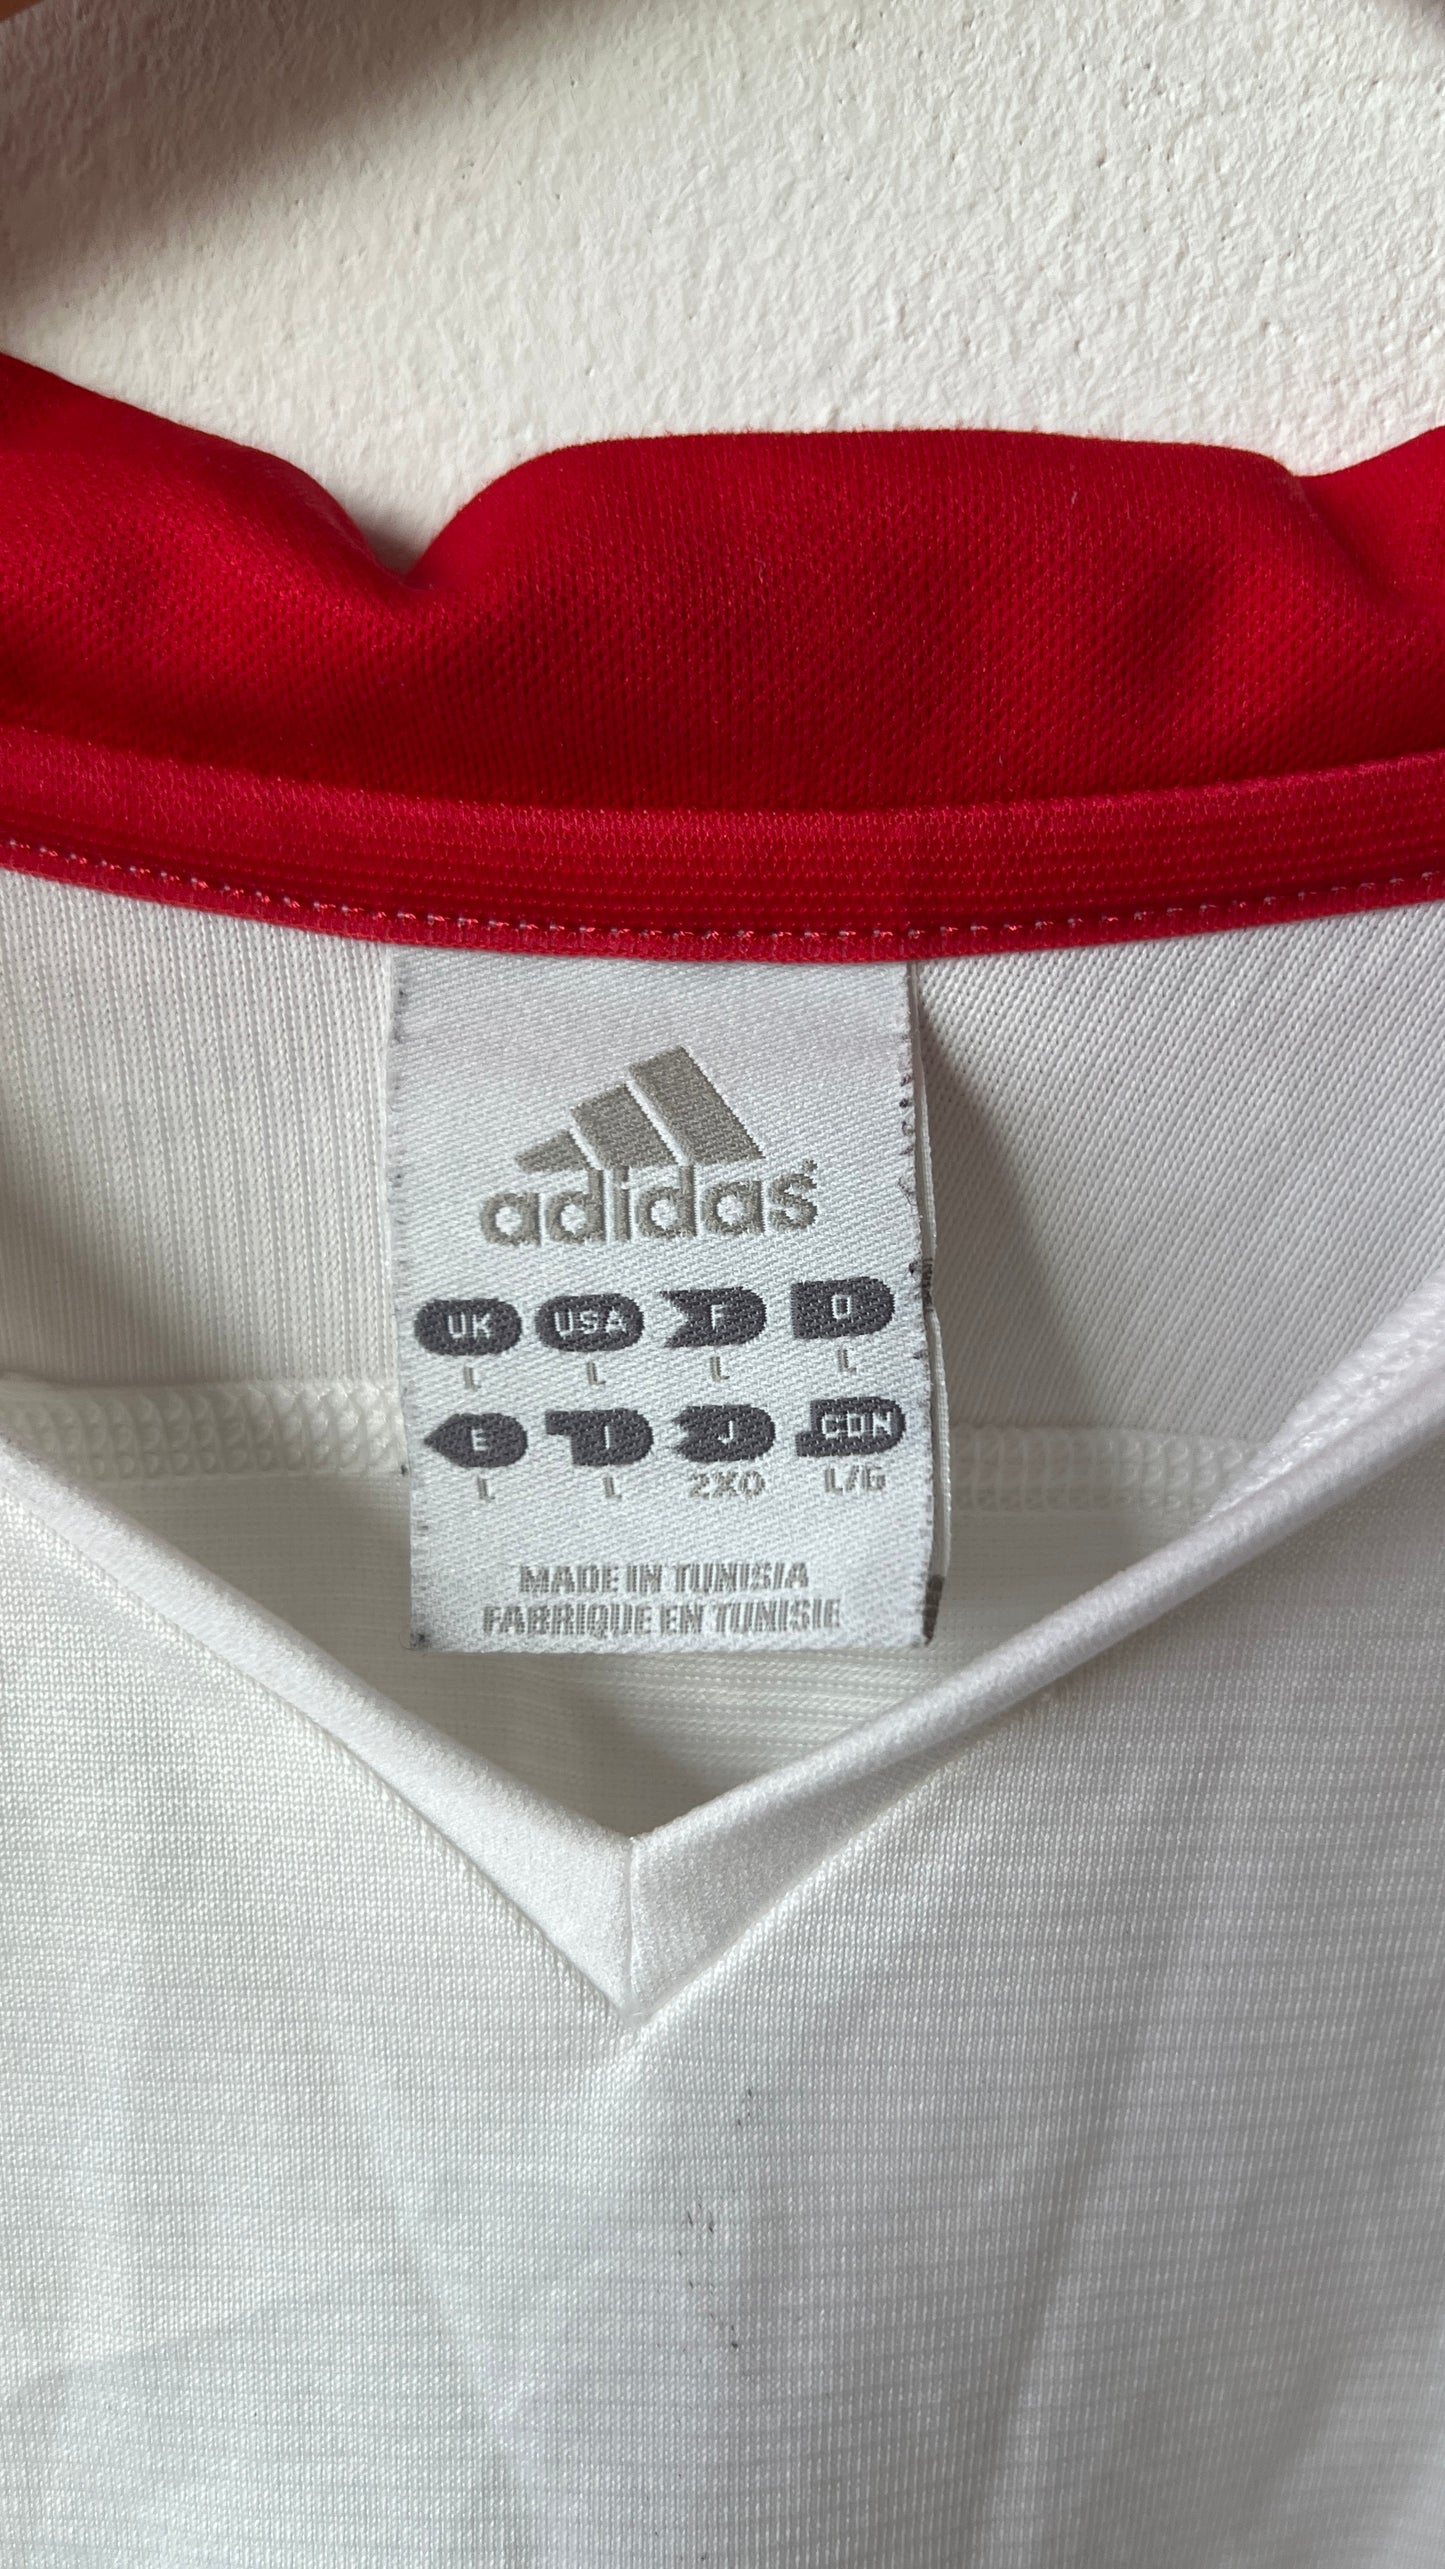 adidas®
UK USA F D
L L L L
E I J CDN
L L 2XO L/G
MADE IN TUNISIA
FABRIQUE EN TUNISIE